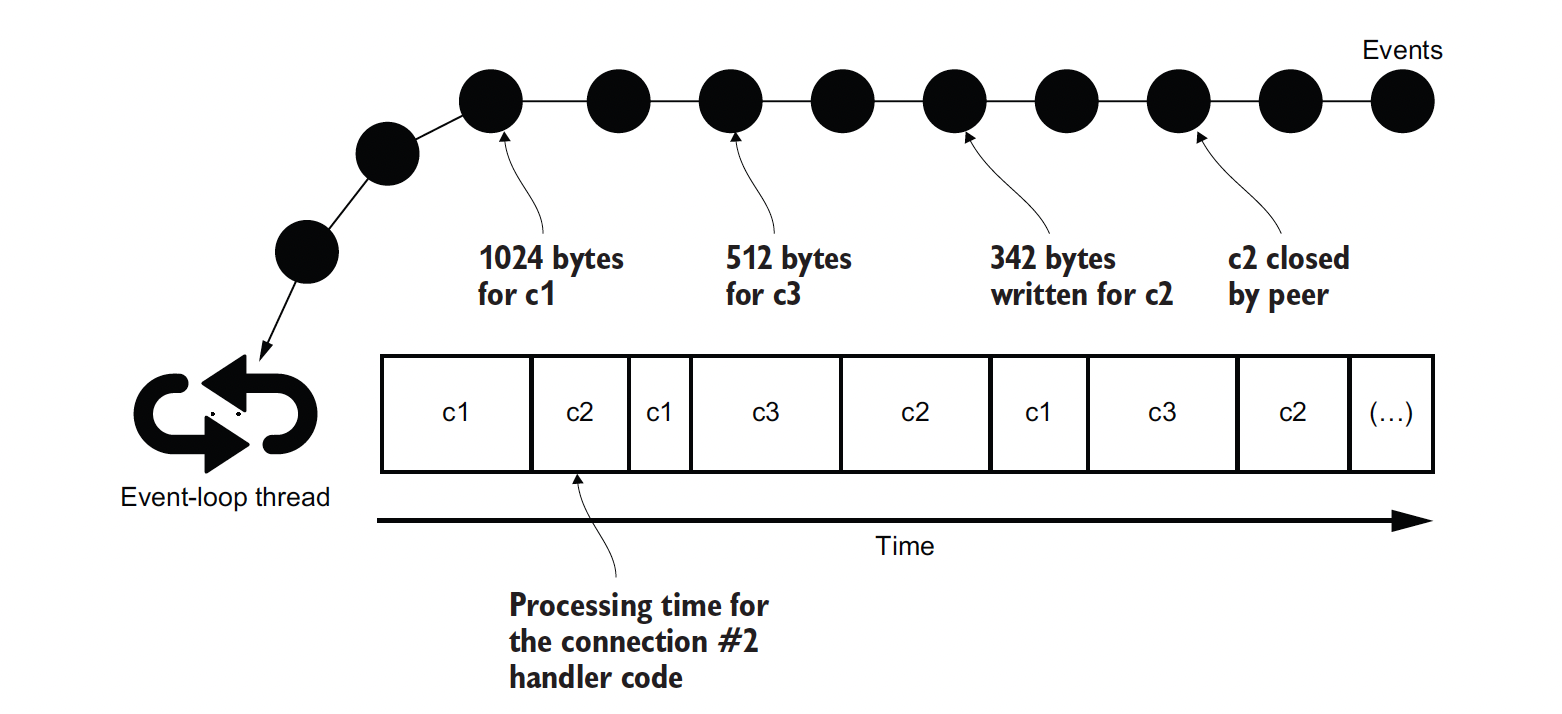 Events
1024 bytes
for c1
512 bytes
for c3
342 bytes
written for c2
c2 closed
by peer
c1 c2 c1 c3 c2 c1 c3 c2 (…)
Event-loop thread
Time
Processing time for
the connection #2
handler code